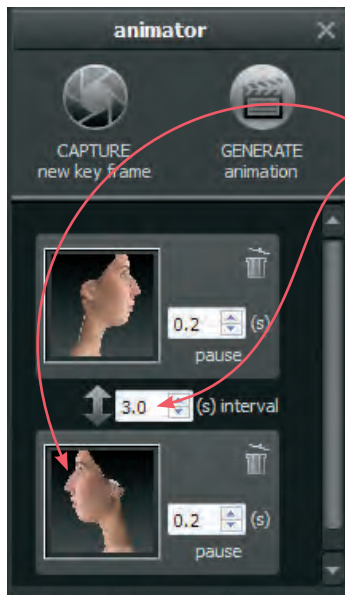 animator
CAPTURE
new key frame
GENERATE
animation
0.2 (s)
pause
3.0 (s) interval
0.2 (s)
pause